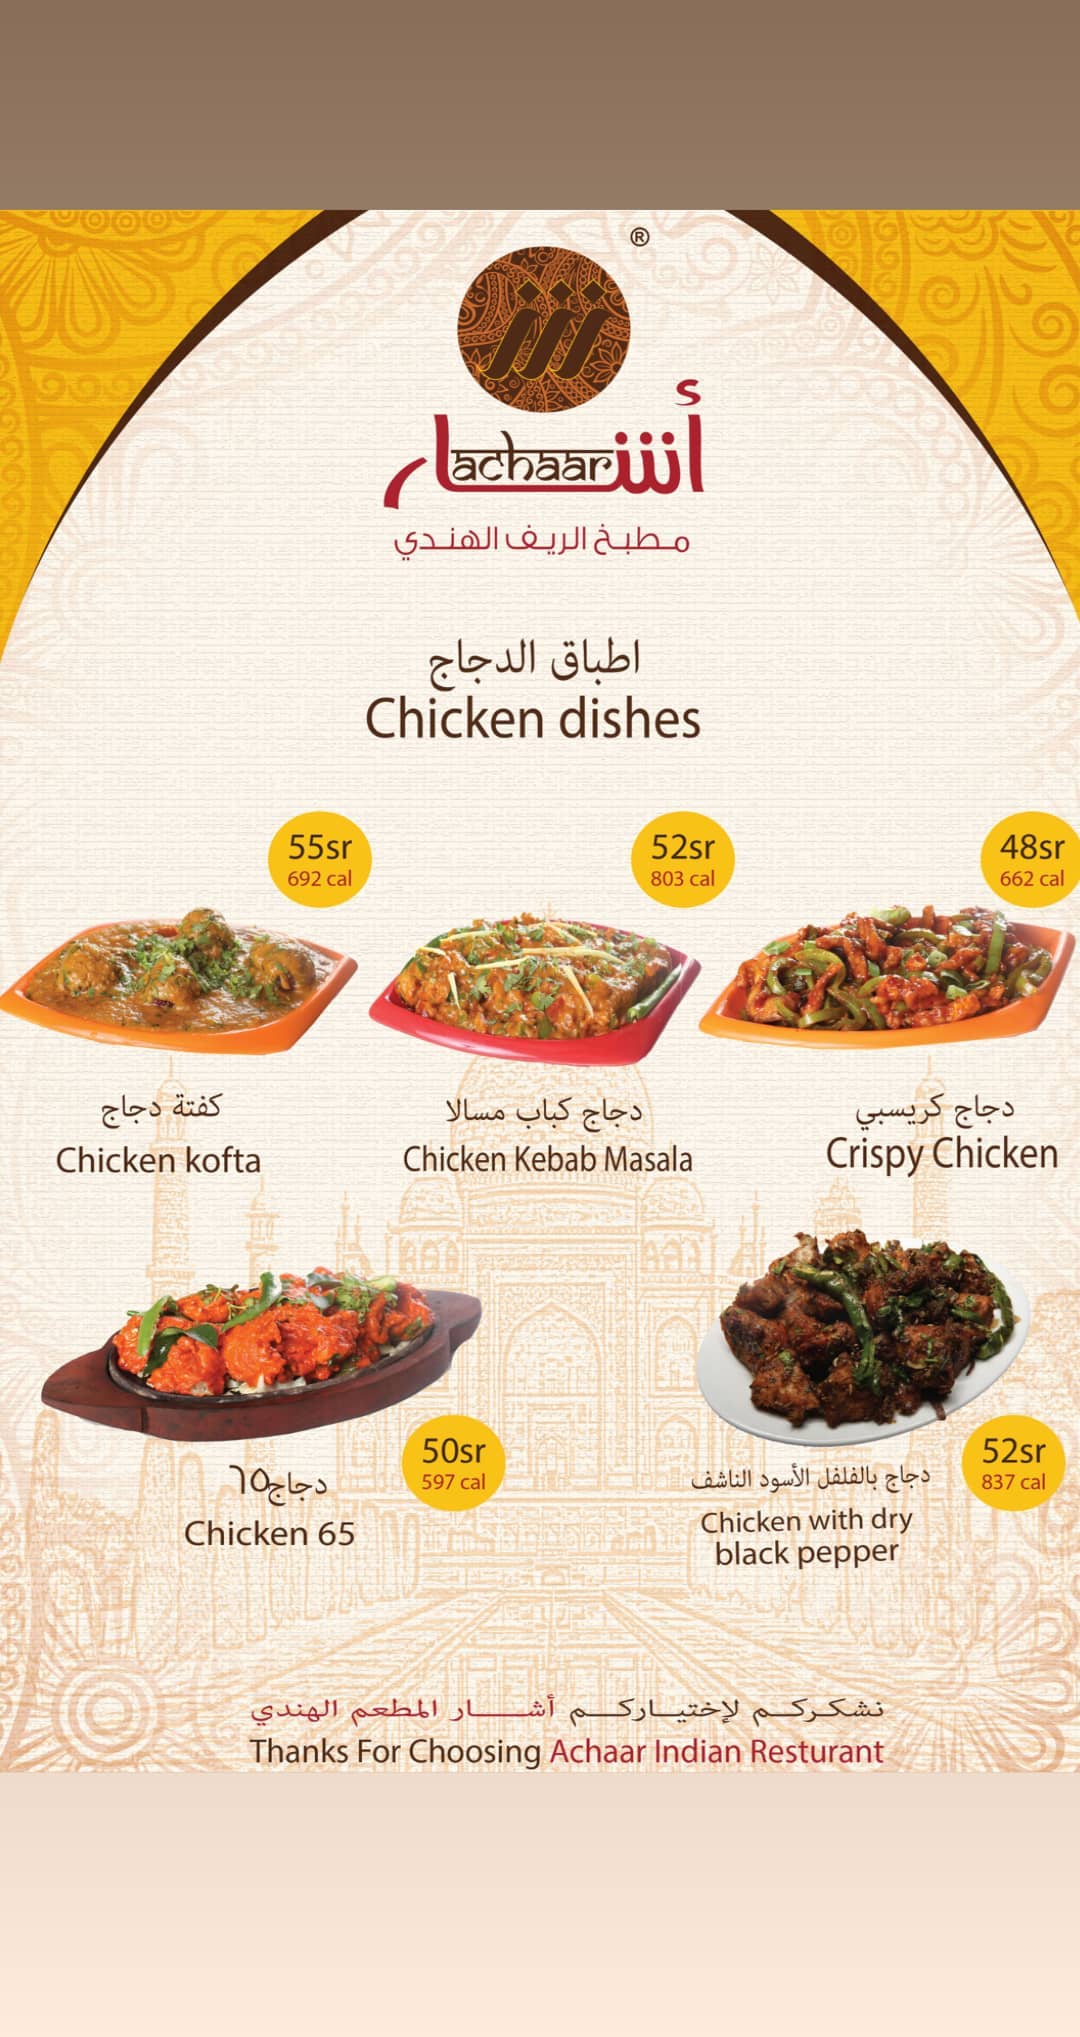 ®
أشار
achaar
مطبخ الريف الهندي
اطباق الدجاج
Chicken dishes
55sr
692 cal
52sr
803 cal
48sr
662 cal
كفتة دجاج
Chicken kofta
دجاج كباب مسالا
Chicken Kebab Masala
دجاج كريسبي
Crispy Chicken
50sr
597 cal
دجاج٦٥
Chicken 65
52sr
837 cal
دجاج بالفلفل الأسود الناشف
Chicken with dry
black pepper
نشكركم لإختياركم أشار المطعم الهندي
Thanks For Choosing Achaar Indian Resturant